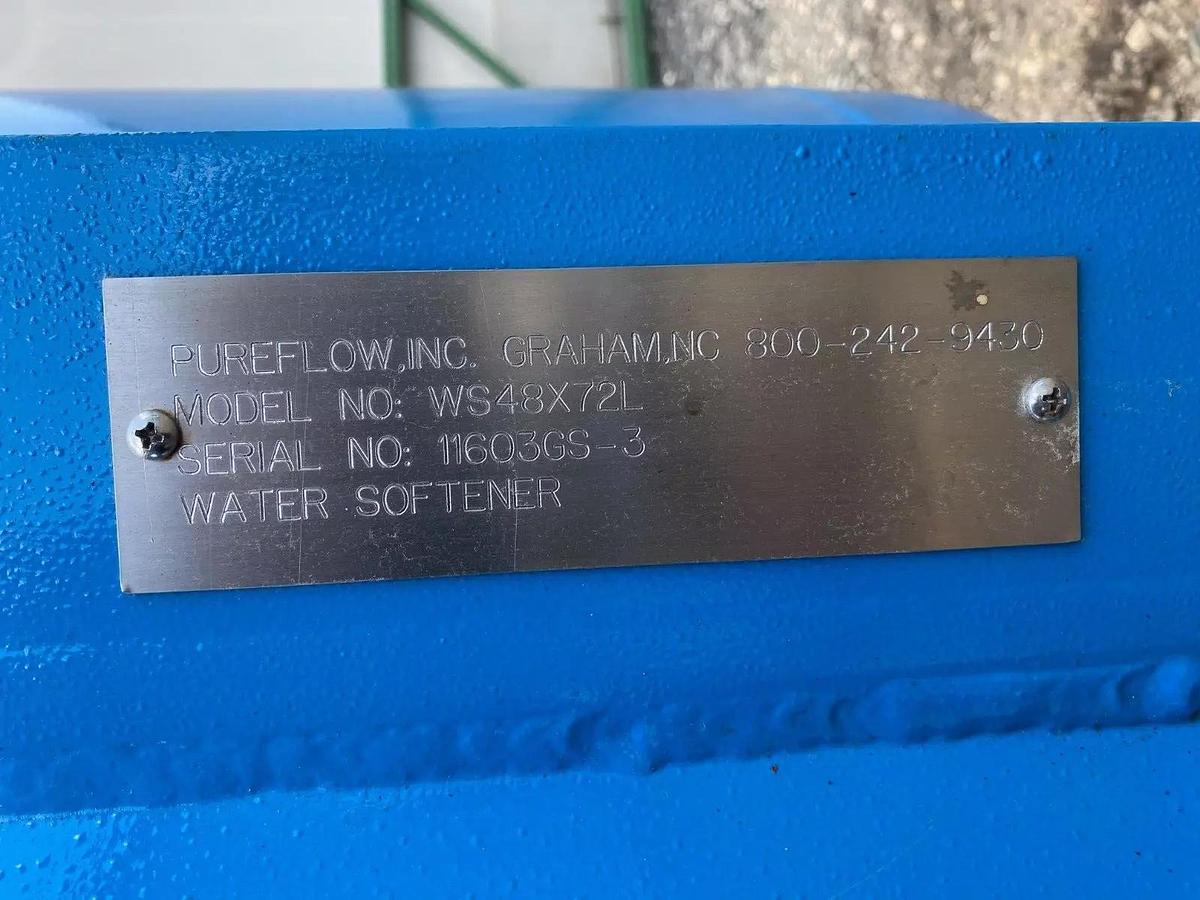 PUREFLOW,INC. GRAHAM,NC 800-242-9430
MODEL NO: WS48X72L
SERIAL NO: 11603GS-3
WATER SOFTENER